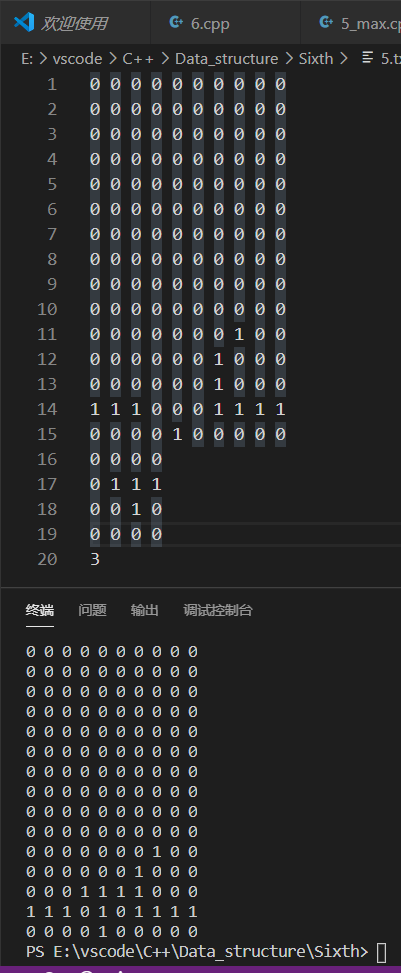 欢迎使用 6.cpp 5_max.cp
E: > vscode > C++ > Data_structure > Sixth > 5.tx
1 0 0 0 0 0 0 0 0 0 0
2 0 0 0 0 0 0 0 0 0 0
3 0 0 0 0 0 0 0 0 0 0
4 0 0 0 0 0 0 0 0 0 0
5 0 0 0 0 0 0 0 0 0 0
6 0 0 0 0 0 0 0 0 0 0
7 0 0 0 0 0 0 0 0 0 0
8 0 0 0 0 0 0 0 0 0 0
9 0 0 0 0 0 0 0 0 0 0
10 0 0 0 0 0 0 0 0 0 0
11 0 0 0 0 0 0 0 1 0 0
12 0 0 0 0 0 0 1 0 0 0
13 0 0 0 0 0 0 1 0 0 0
14 1 1 1 0 0 0 1 1 1 1
15 0 0 0 0 1 0 0 0 0 0
16 0 0 0 0
17 0 1 1 1
18 0 0 1 0
19 0 0 0 0
20 3
终端 问题 输出 调试控制台
0 0 0 0 0 0 0 0 0 0
0 0 0 0 0 0 0 0 0 0
0 0 0 0 0 0 0 0 0 0
0 0 0 0 0 0 0 0 0 0
0 0 0 0 0 0 0 0 0 0
0 0 0 0 0 0 0 0 0 0
0 0 0 0 0 0 0 0 0 0
0 0 0 0 0 0 0 0 0 0
0 0 0 0 0 0 0 0 0 0
0 0 0 0 0 0 0 0 0 0
0 0 0 0 0 0 0 1 0 0
0 0 0 0 0 0 1 0 0 0
0 0 0 1 1 1 1 0 0 0
1 1 1 0 1 0 1 1 1 1
0 0 0 0 1 0 0 0 0 0
PS E:\vscode\C++\Data_structure\Sixth>